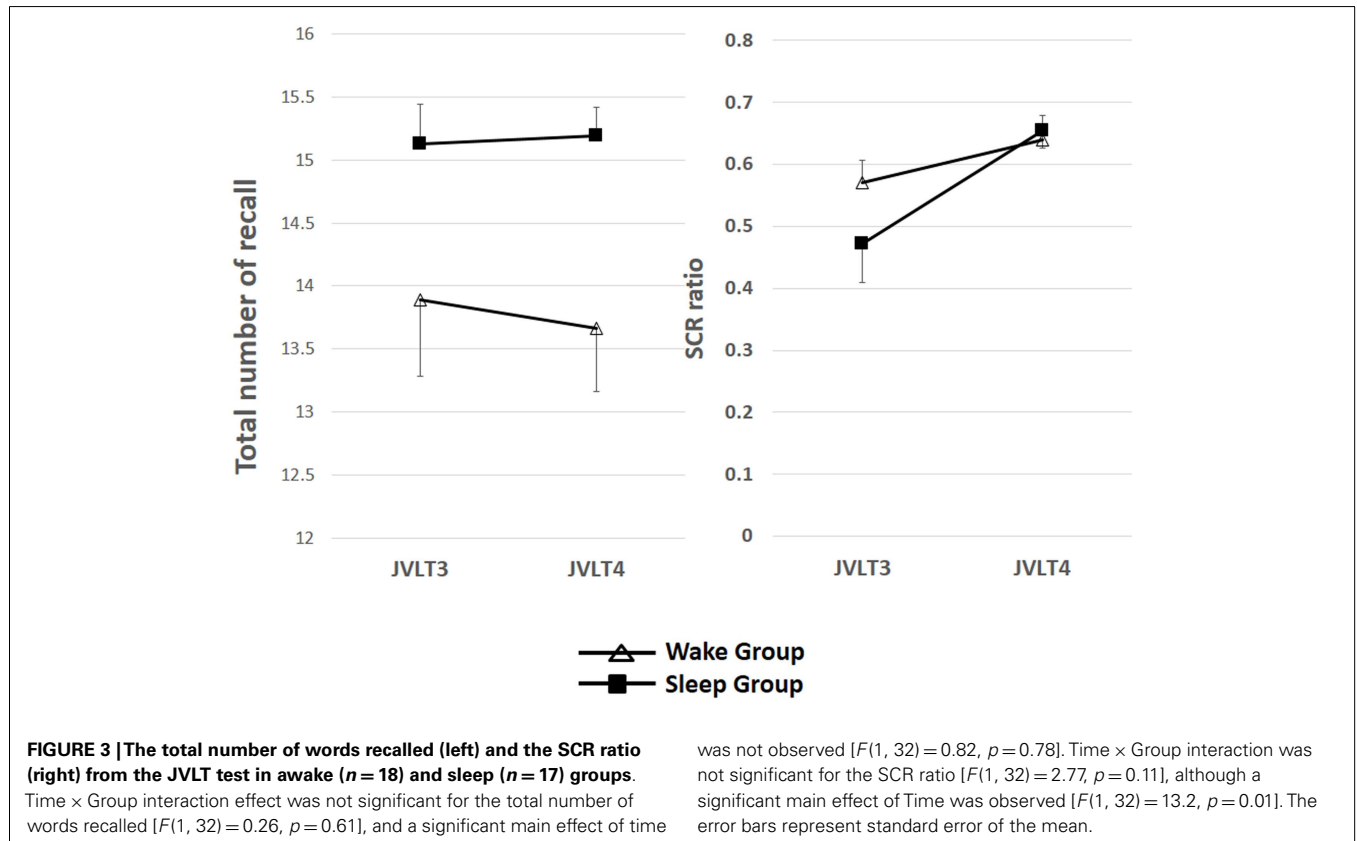 16
15.5
15
14.5
14
13.5
13
12.5
12
Total number of recall
JVLT3 JVLT4
0.8
0.7
0.6
0.5
0.4
0.3
0.2
0.1
0
SCR ratio
JVLT3 JVLT4
Wake Group
Sleep Group
FIGURE 3 | The total number of words recalled (left) and the SCR ratio
(right) from the JVLT test in awake (n = 18) and sleep (n = 17) groups.
Time × Group interaction effect was not significant for the total number of
words recalled [F(1, 32) = 0.26, p = 0.61], and a significant main effect of time
was not observed [F(1, 32) = 0.82, p = 0.78]. Time × Group interaction was
not significant for the SCR ratio [F(1, 32) = 2.77, p = 0.11], although a
significant main effect of Time was observed [F(1, 32) = 13.2, p = 0.01]. The
error bars represent standard error of the mean.